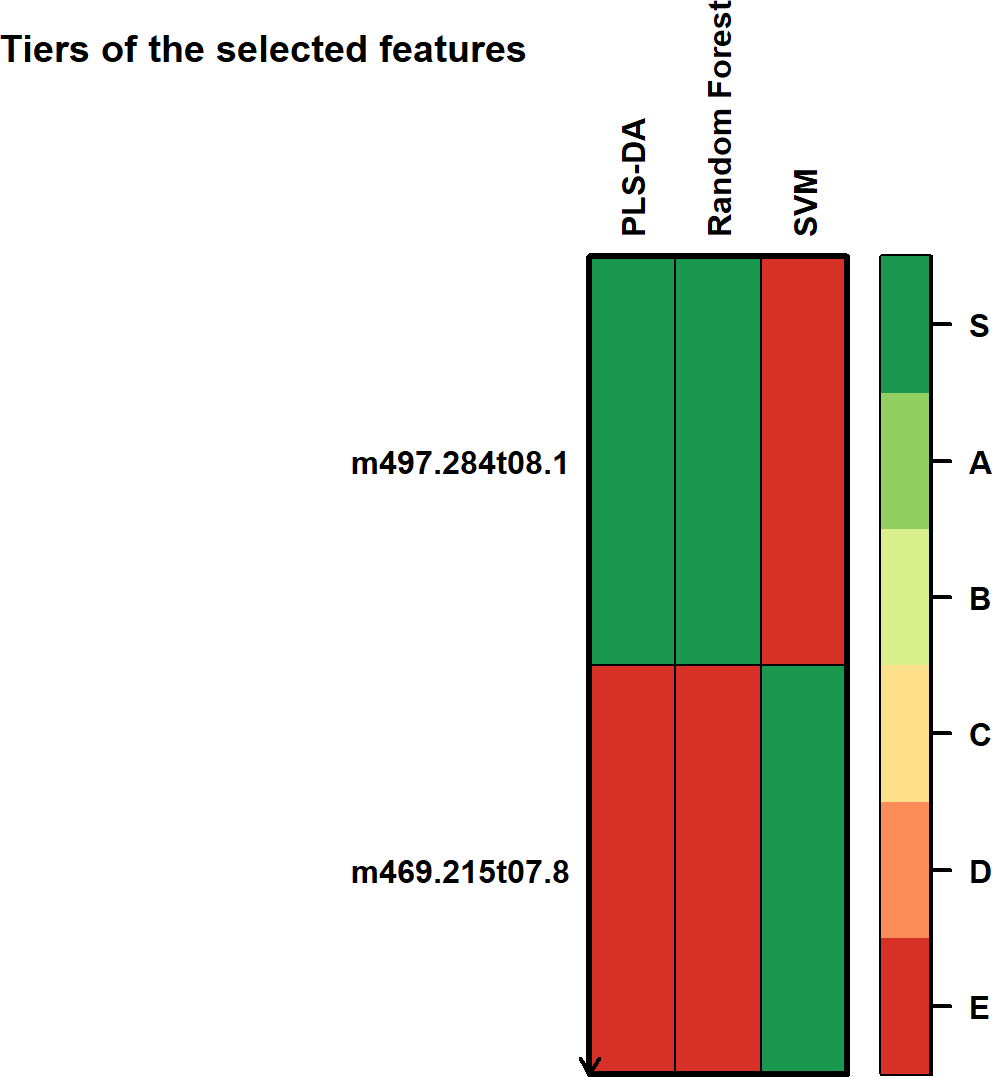 Tiers of the selected features
PLS-DA
Random Forest
SVM
m497.284t08.1
m469.215t07.8
S
A
B
C
D
E